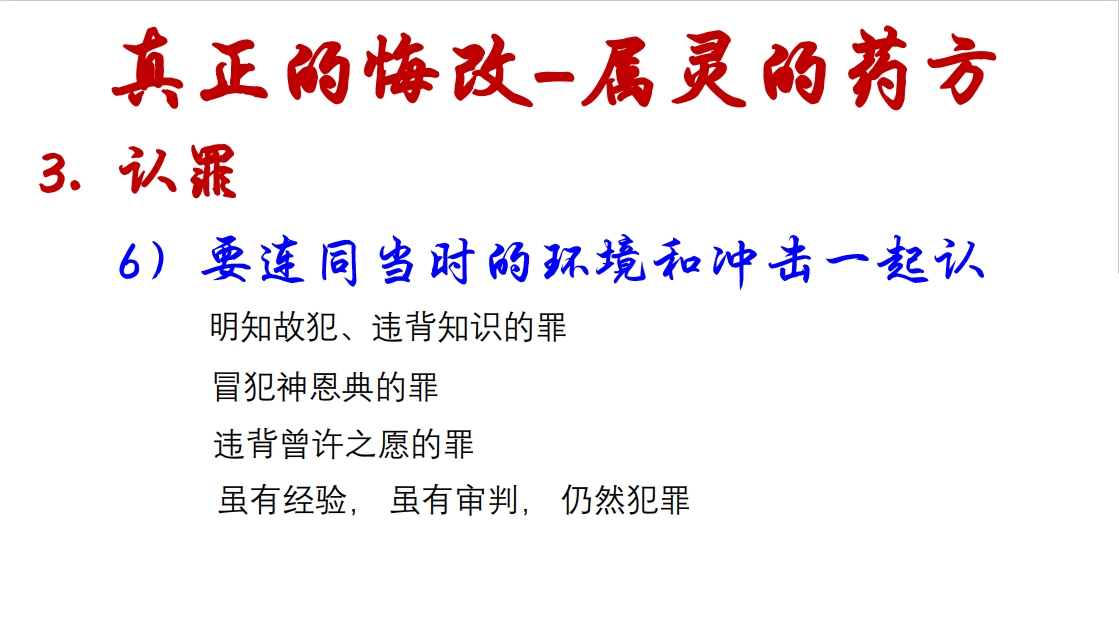 真正的悔改-属灵的药方
3. 认罪
6）要连同当时的环境和冲击一起认
明知故犯、违背知识的罪
冒犯神恩典的罪
违背曾许之愿的罪
虽有经验， 虽有审判， 仍然犯罪